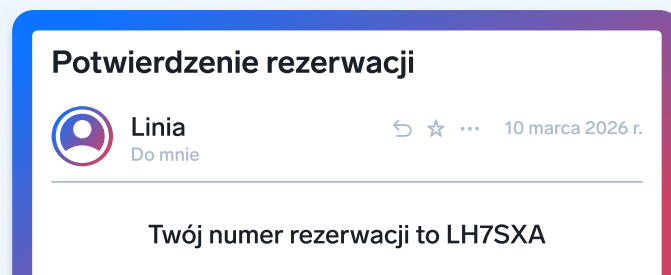 Potwierdzenie rezerwacji
Linia
10 marca 2026 r.
Do mnie
Twój numer rezerwacji to LH7SXA